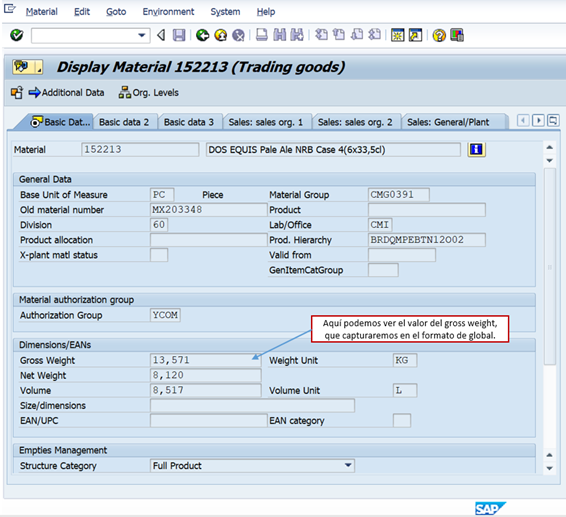 Material Edit Goto Environment System Help
Display Material 152213 (Trading goods)
Additional Data Org. Levels
Basic Dat... Basic data 2 Basic data 3 Sales: sales org. 1 Sales: sales org. 2 Sales: General/Plant
Material 152213 DOS EQUIS Pale Ale NRB Case 4(6x33,5cl)
General Data
Base Unit of Measure PC Piece Material Group CMG0391
Old material number MX203348 Product
Division 60 Lab/Office CMI
Product allocation Prod. Hierarchy BRDQMPEBTN12O02
X-plant matl status Valid from
GenItemCatGroup
Material authorization group
Authorization Group YCOM
Aquí podemos ver el valor del gross weight,
que capturaremos en el formato de global.
Dimensions/EANs
Gross Weight 13,571 Weight Unit KG
Net Weight 8,120
Volume 8,517 Volume Unit L
Size/dimensions
EAN/UPC EAN category
Empties Management
Structure Category Full Product
SAP